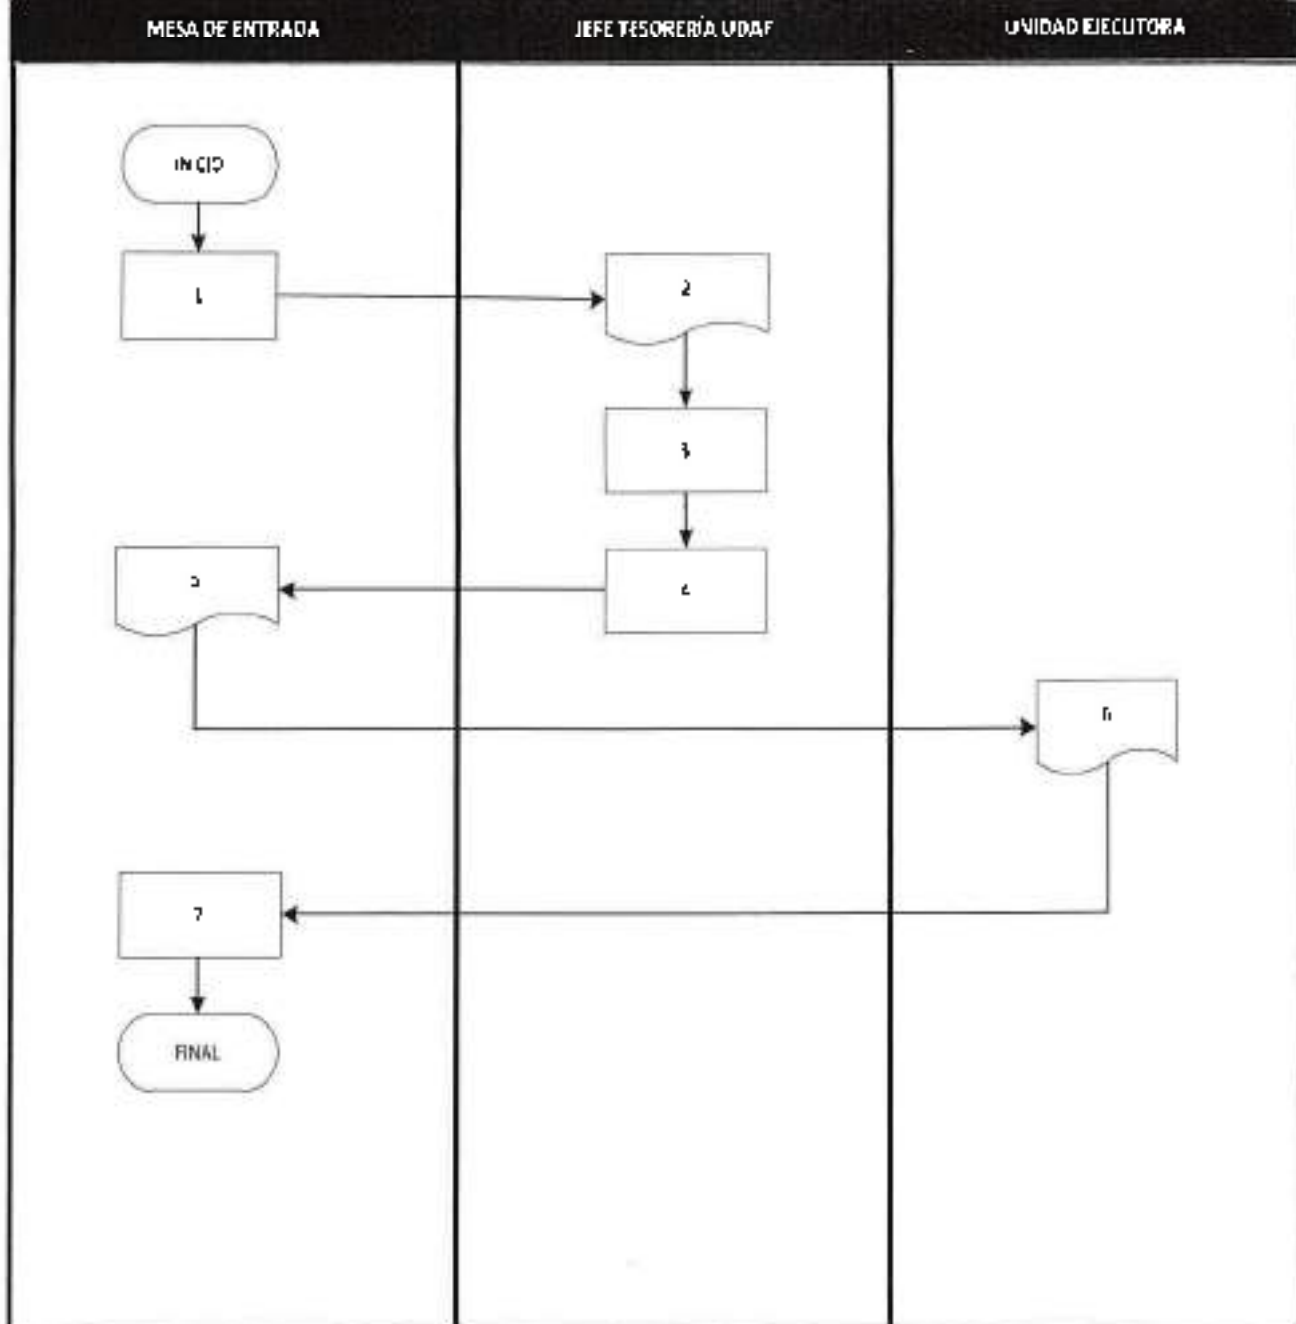 MESA DE ENTRADA
JEFE TESORERÍA UDAF
UNIDAD EJECUTORA
INICIO
1
2
3
4
5
6
7
FINAL